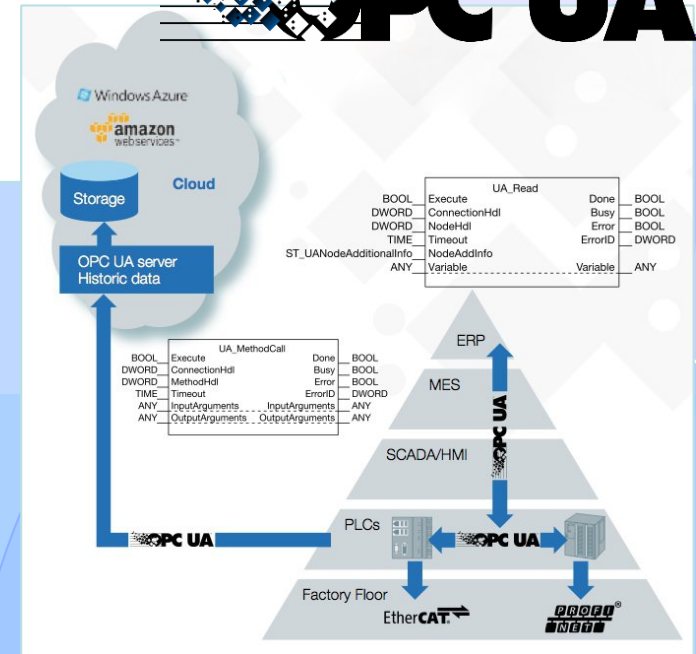 OPC UA
Windows Azure
amazon
webservices™
Cloud
Storage
OPC UA server
Historic data
UA_Read
BOOL Execute Done BOOL
DWORD ConnectionHdl Busy BOOL
DWORD NodeHdl Error BOOL
TIME Timeout ErrorID DWORD
ST_UANodeAdditionalInfo NodeAddInfo
ANY Variable Variable ANY
UA_MethodCall
BOOL Execute Done BOOL
DWORD ConnectionHdl Busy BOOL
DWORD MethodHdl Error BOOL
TIME Timeout ErrorID DWORD
ANY InputArguments InputArguments ANY
ANY OutputArguments OutputArguments ANY
ERP
MES
OPC UA
SCADA/HMI
PLCs
OPC UA
OPC UA
Factory Floor
EtherCAT.
PROFI®
NET